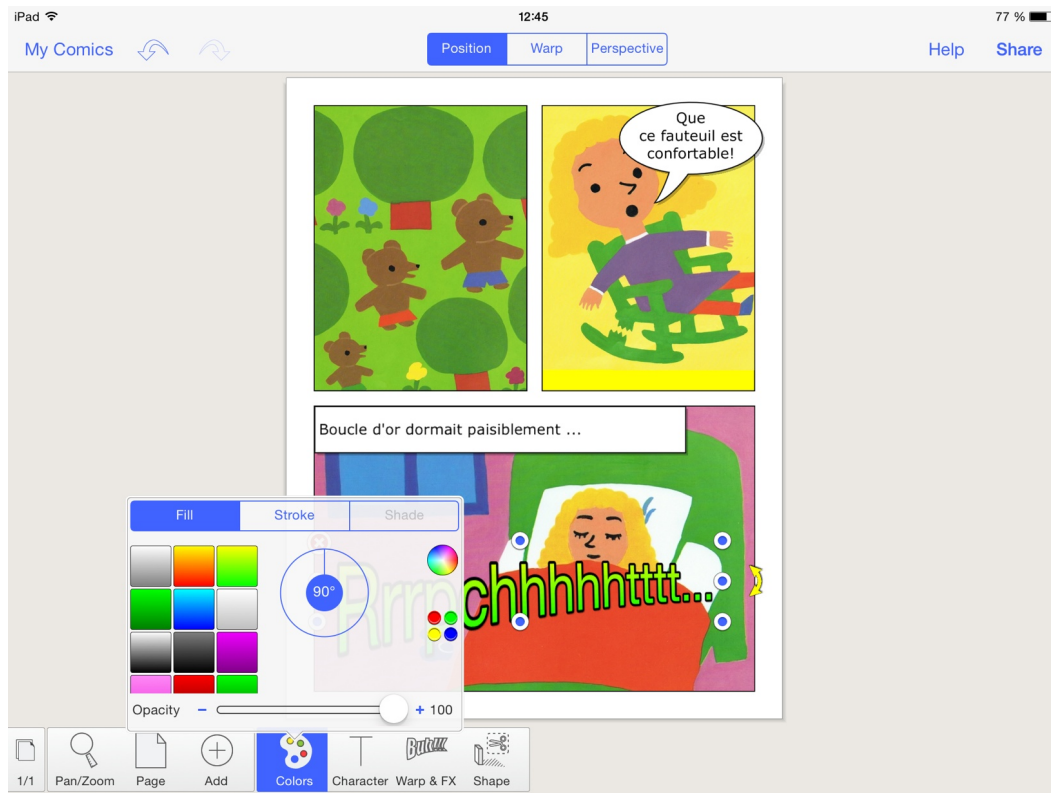 iPad 12:45 77 %
My Comics Position Warp Perspective Help Share
Que
ce fauteuil est
confortable!
Boucle d'or dormait paisiblement ...
Fill Stroke Shade
90°
Rrrpchhhhhtttt...
Opacity - + 100
1/1 Pan/Zoom Page Add Colors Character Warp & FX Shape